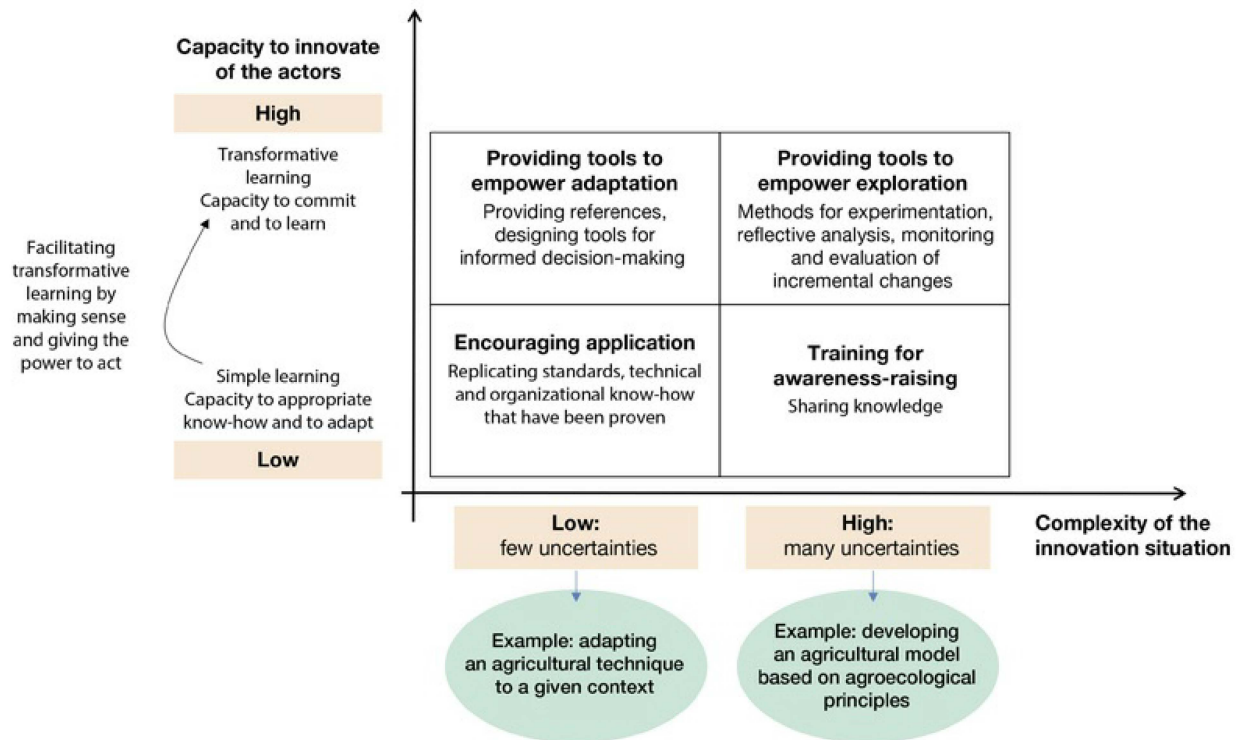 Capacity to innovate
of the actors
High
Transformative
learning
Capacity to commit
and to learn
Facilitating
transformative
learning by
making sense
and giving the
power to act
Simple learning
Capacity to appropriate
know-how and to adapt
Low
Providing tools to
empower adaptation
Providing references,
designing tools for
informed decision-making
Providing tools to
empower exploration
Methods for experimentation,
reflective analysis, monitoring
and evaluation of
incremental changes
Encouraging application
Replicating standards, technical
and organizational know-how
that have been proven
Training for
awareness-raising
Sharing knowledge
Low:
few uncertainties
High:
many uncertainties
Complexity of the
innovation situation
Example: adapting
an agricultural technique
to a given context
Example: developing
an agricultural model
based on agroecological
principles